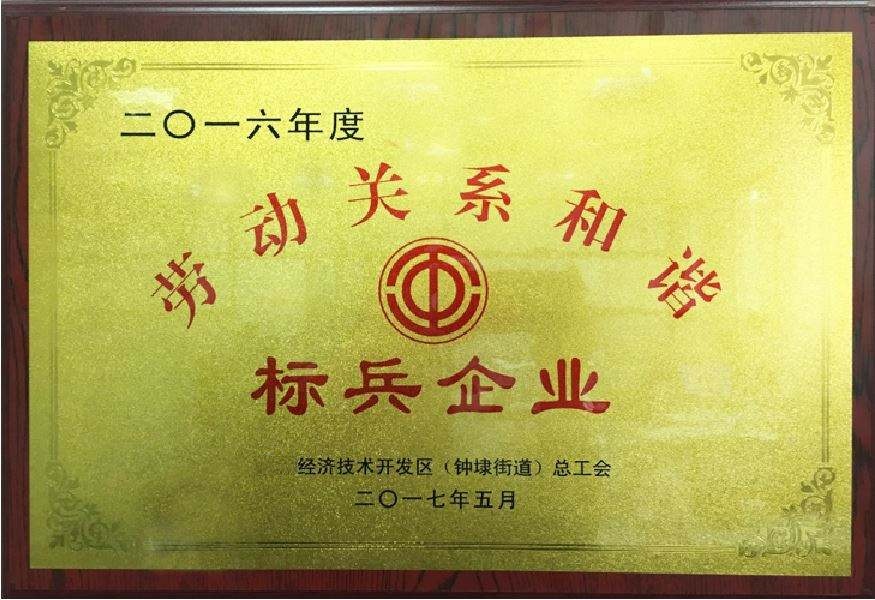 二〇一六年度
劳动关系和谐
标兵企业
经济技术开发区（钟埭街道）总工会
二〇一七年五月